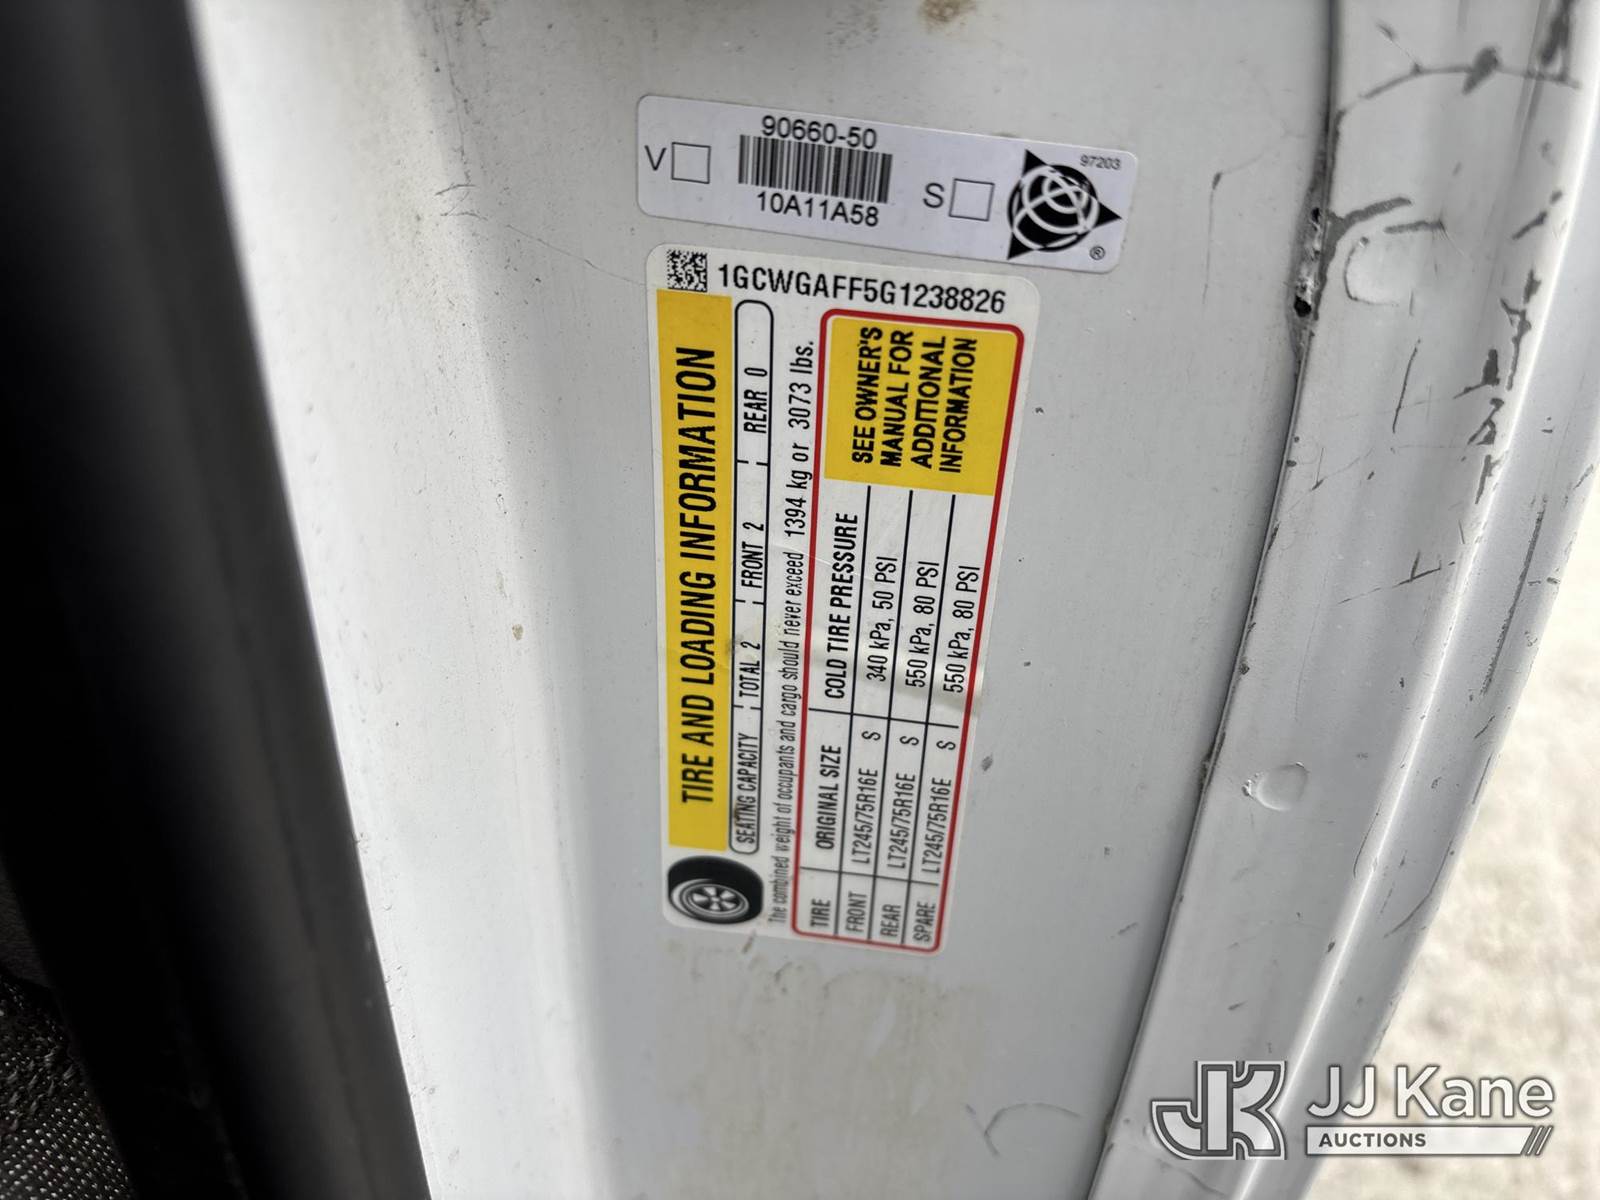 90660-50
V
10A11A58
S
97203
®
1GCWGAFF5G1238826
TIRE AND LOADING INFORMATION
SEATING CAPACITY TOTAL 2 FRONT 2 REAR 0
The combined weight of occupants and cargo should never exceed 1394 kg or 3073 lbs.
TIRE ORIGINAL SIZE COLD TIRE PRESSURE
FRONT LT245/75R16E S 340 kPa, 50 PSI
REAR LT245/75R16E S 550 kPa, 80 PSI
SPARE LT245/75R16E S 550 kPa, 80 PSI
SEE OWNER'S
MANUAL FOR
ADDITIONAL
INFORMATION
JK JJ Kane
AUCTIONS